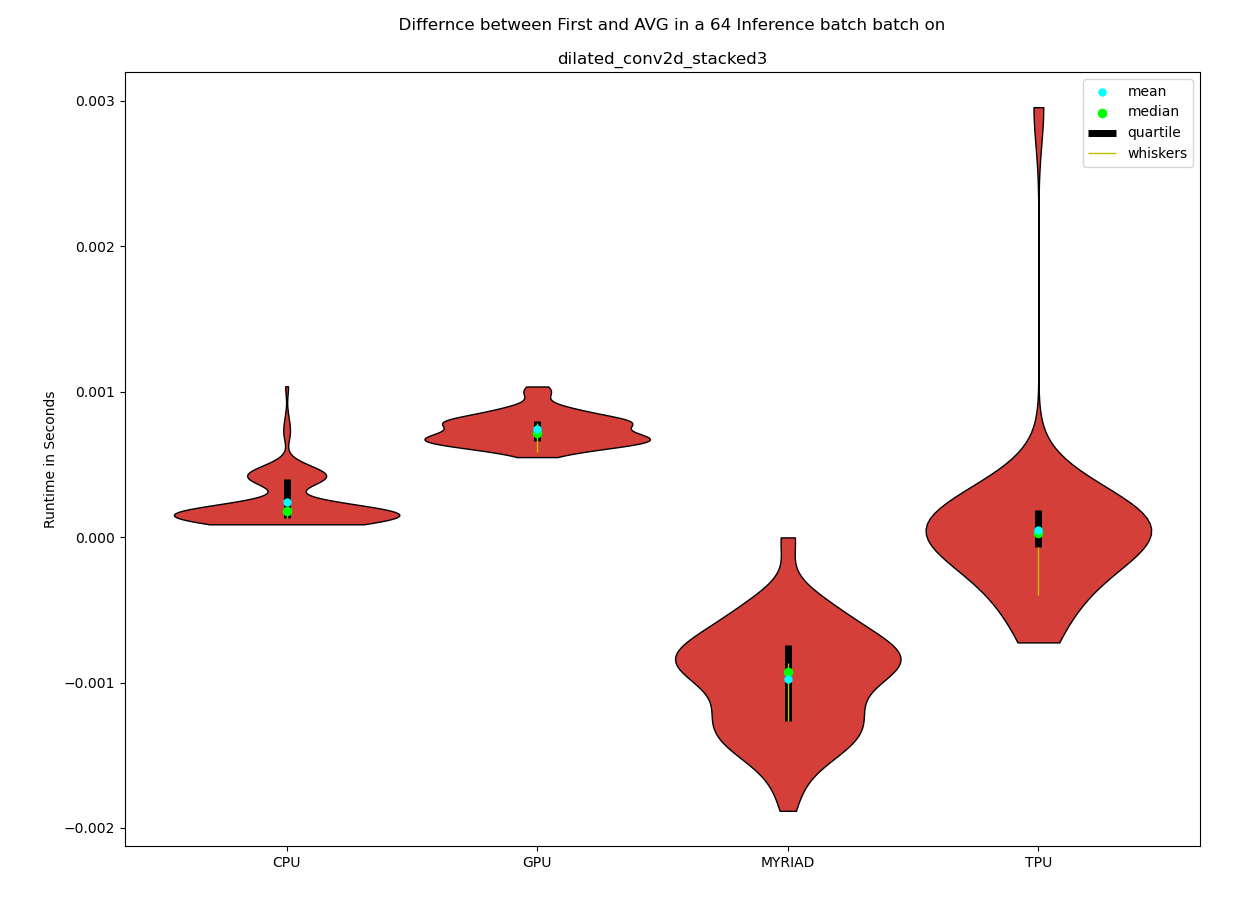 Differnce between First and AVG in a 64 Inference batch batch on
dilated_conv2d_stacked3
mean
median
quartile
whiskers
0.003
0.002
0.001
0.000
−0.001
−0.002
Runtime in Seconds
CPU GPU MYRIAD TPU